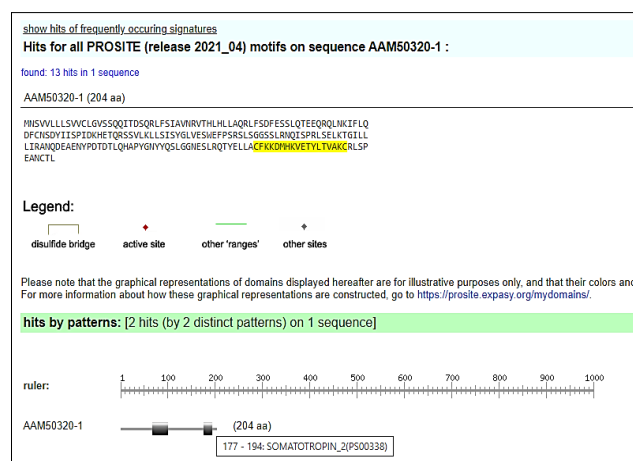 show hits of frequently occuring signatures
Hits for all PROSITE (release 2021_04) motifs on sequence AAM50320-1 :
found: 13 hits in 1 sequence
AAM50320-1 (204 aa)
MNSVVLLLSVVCLGVSSQQITDSQRLFSIAVNRVTHLHLLAQRLFSDFESSLQTEEQRQLNKIFLQ
DFCNSDYIISPIDKHETQRSSVLKLLSISYGLVESWEFPSRSLSGGSSLRNQISPRLSELKTGILL
LIRANQDEAENYPDTDTLQHAPYGNYYQSLGGNESLRQTYELLACFKKDMHKVETYLTVAKCRLSP
EANCTL
Legend:
disulfide bridge active site other 'ranges' other sites
Please note that the graphical representations of domains displayed hereafter are for illustrative purposes only, and that their colors and
For more information about how these graphical representations are constructed, go to https://prosite.expasy.org/mydomains/.
hits by patterns: [2 hits (by 2 distinct patterns) on 1 sequence]
ruler: 1 100 200 300 400 500 600 700 800 900 1000
AAM50320-1 (204 aa)
177 - 194: SOMATOTROPIN_2(PS00338)